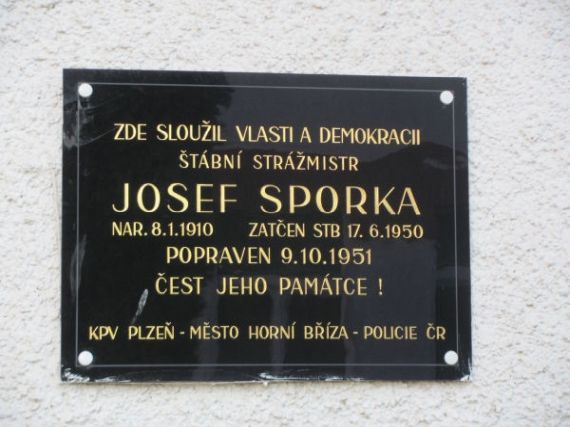 ZDE SLOUŽIL VLASTI A DEMOKRACII
ŠTÁBNÍ STRÁŽMISTR
JOSEF SPORKA
NAR. 8.1.1910 ZATČEN STB 17. 6.1950
POPRAVEN 9.10.1951
ČEST JEHO PAMÁTCE !
KPV PLZEŇ - MĚSTO HORNÍ BŘÍZA - POLICIE ČR